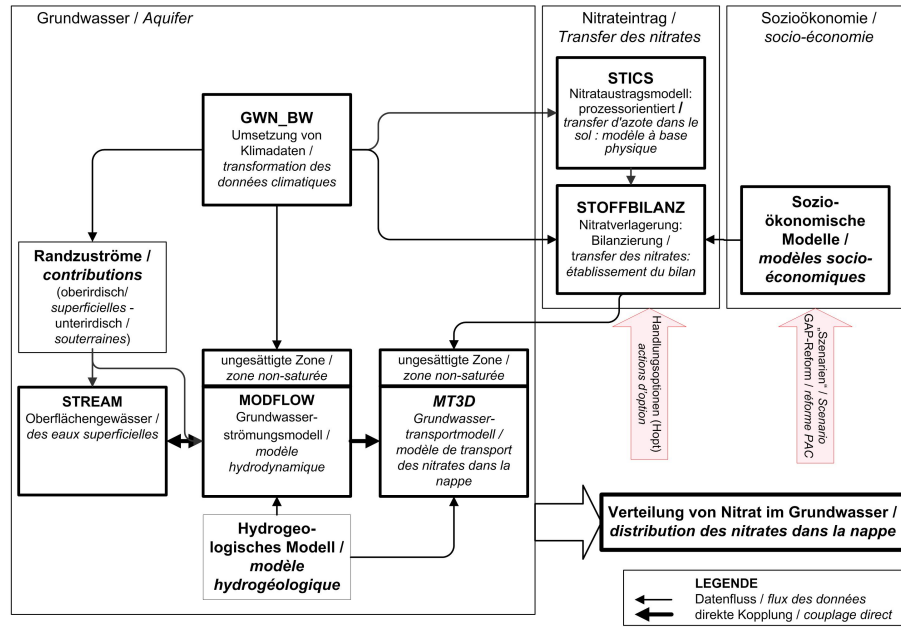 Grundwasser / Aquifer
Nitrateintrag /
Transfer des nitrates
Sozioökonomie /
socio-économie
GWN_BW
Umsetzung von
Klimadaten /
transformation des
données climatiques
STICS
Nitrataustragsmodell:
prozessorientiert /
transfer d'azote dans le
sol : modèle à base
physique
STOFFBILANZ
Nitratverlagerung:
Bilanzierung /
transfer des nitrates:
établissement du bilan
Sozio-
ökonomische
Modelle /
modèles socio-
économiques
Randzuströme /
contributions
(oberirdisch/
superficielles -
unterirdisch /
souterraines)
STREAM
Oberflächengewässer /
des eaux superficielles
ungesättigte Zone /
zone non-saturée
MODFLOW
Grundwasser-
strömungsmodell /
modèle
hydrodynamique
ungesättigte Zone /
zone non-saturée
MT3D
Grundwasser-
transportmodell /
modèle de transport
des nitrates dans la
nappe
Handlungsoptionen (Hopt)
actions d'option
„Szenarien“ / Scenario
GAP-Reform / réforme PAC
Hydrogeo-
logisches Modell /
modèle
hydrogéologique
Verteilung von Nitrat im Grundwasser /
distribution des nitrates dans la nappe
LEGENDE
Datenfluss / flux des données
direkte Kopplung / couplage direct